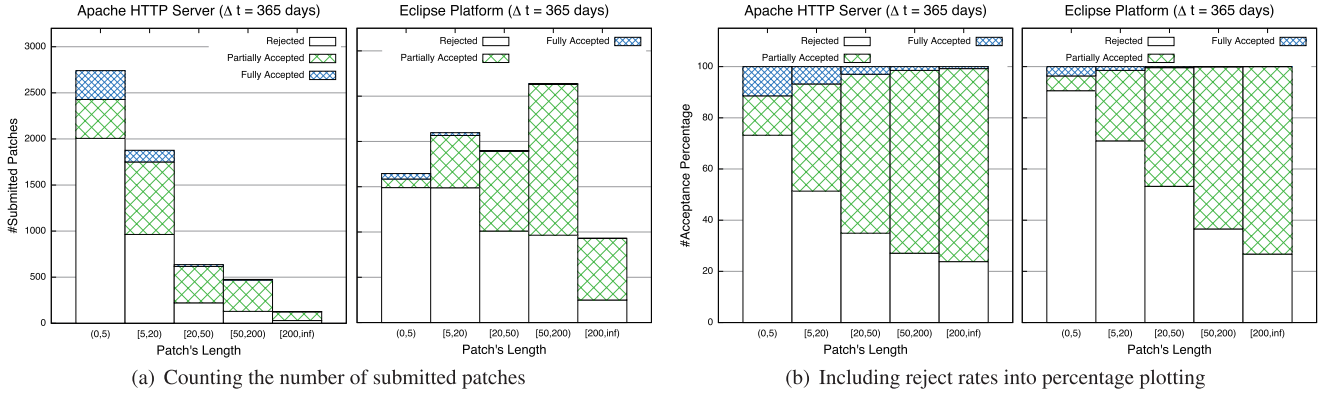 Apache HTTP Server (Δ t = 365 days)
Eclipse Platform (Δ t = 365 days)
#Submitted Patches
3000
2500
2000
1500
1000
500
0
Rejected
Partially Accepted
Fully Accepted
Rejected
Partially Accepted
Fully Accepted
(0,5) [5,20) [20,50) [50,200) [200,inf)
(0,5) [5,20) [20,50) [50,200) [200,inf)
Patch's Length
Patch's Length
(a) Counting the number of submitted patches
Apache HTTP Server (Δ t = 365 days)
Eclipse Platform (Δ t = 365 days)
#Acceptance Percentage
100
80
60
40
20
0
Rejected
Partially Accepted
Fully Accepted
Rejected
Partially Accepted
Fully Accepted
(0,5) [5,20) [20,50) [50,200) [200,inf)
(0,5) [5,20) [20,50) [50,200) [200,inf)
Patch's Length
Patch's Length
(b) Including reject rates into percentage plotting